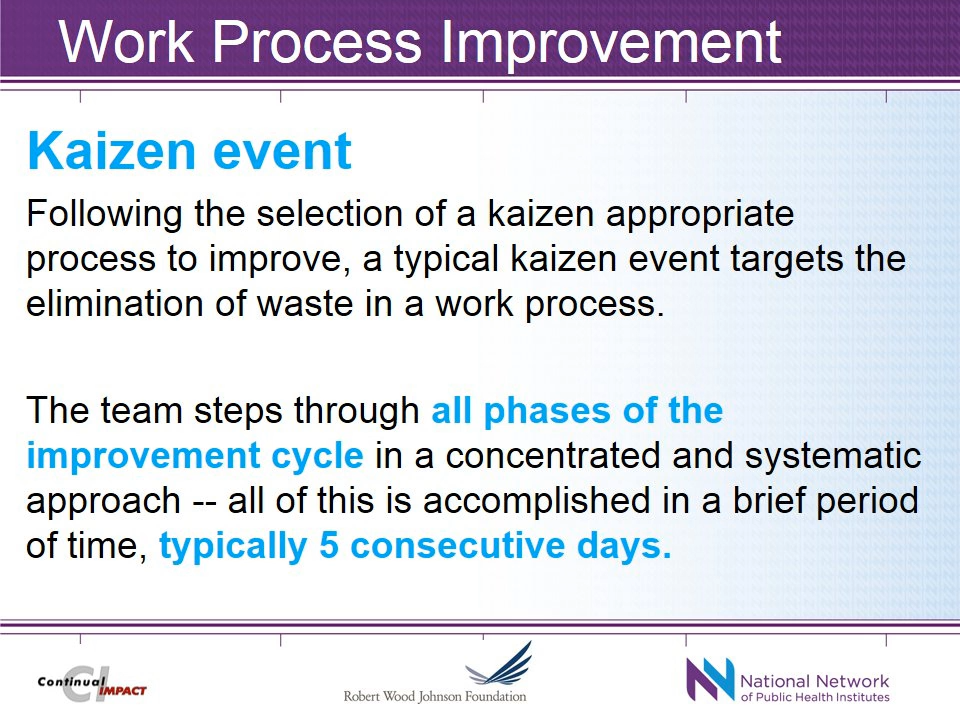 Work Process Improvement
Kaizen event
Following the selection of a kaizen appropriate
process to improve, a typical kaizen event targets the
elimination of waste in a work process.
The team steps through all phases of the
improvement cycle in a concentrated and systematic
approach -- all of this is accomplished in a brief period
of time, typically 5 consecutive days.
CI
Continual
IMPACT
Robert Wood Johnson Foundation
National Network
of Public Health Institutes